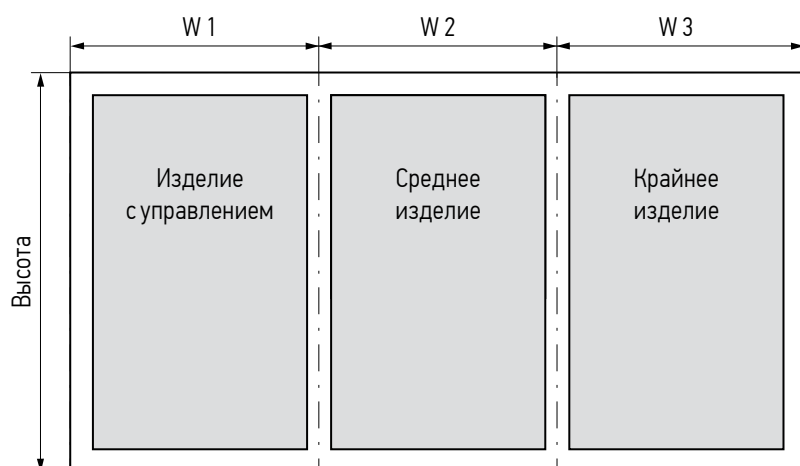 W 1
W 2
W 3
Изделие
с управлением
Среднее
изделие
Крайнее
изделие
Высота